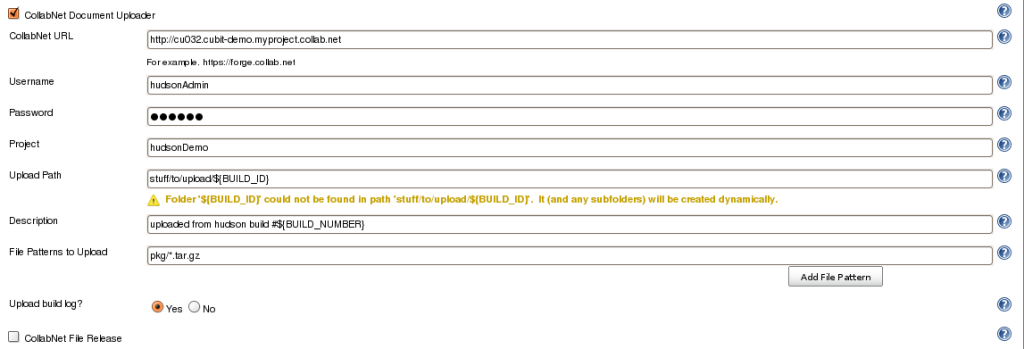 CollabNet Document Uploader
CollabNet URL
http://cu032.cubit-demo.myproject.collab.net
For example. https://forge.collab.net
Username
hudsonAdmin
Password
●●●●●●
Project
hudsonDemo
Upload Path
stuff/to/upload/${BUILD_ID}
Folder '${BUILD_ID}' could not be found in path 'stuff/to/upload/${BUILD_ID}'. It (and any subfolders) will be created dynamically.
Description
uploaded from hudson build #${BUILD_NUMBER}
File Patterns to Upload
pkg/*.tar.gz
Add File Pattern
Upload build log?
Yes No
CollabNet File Release